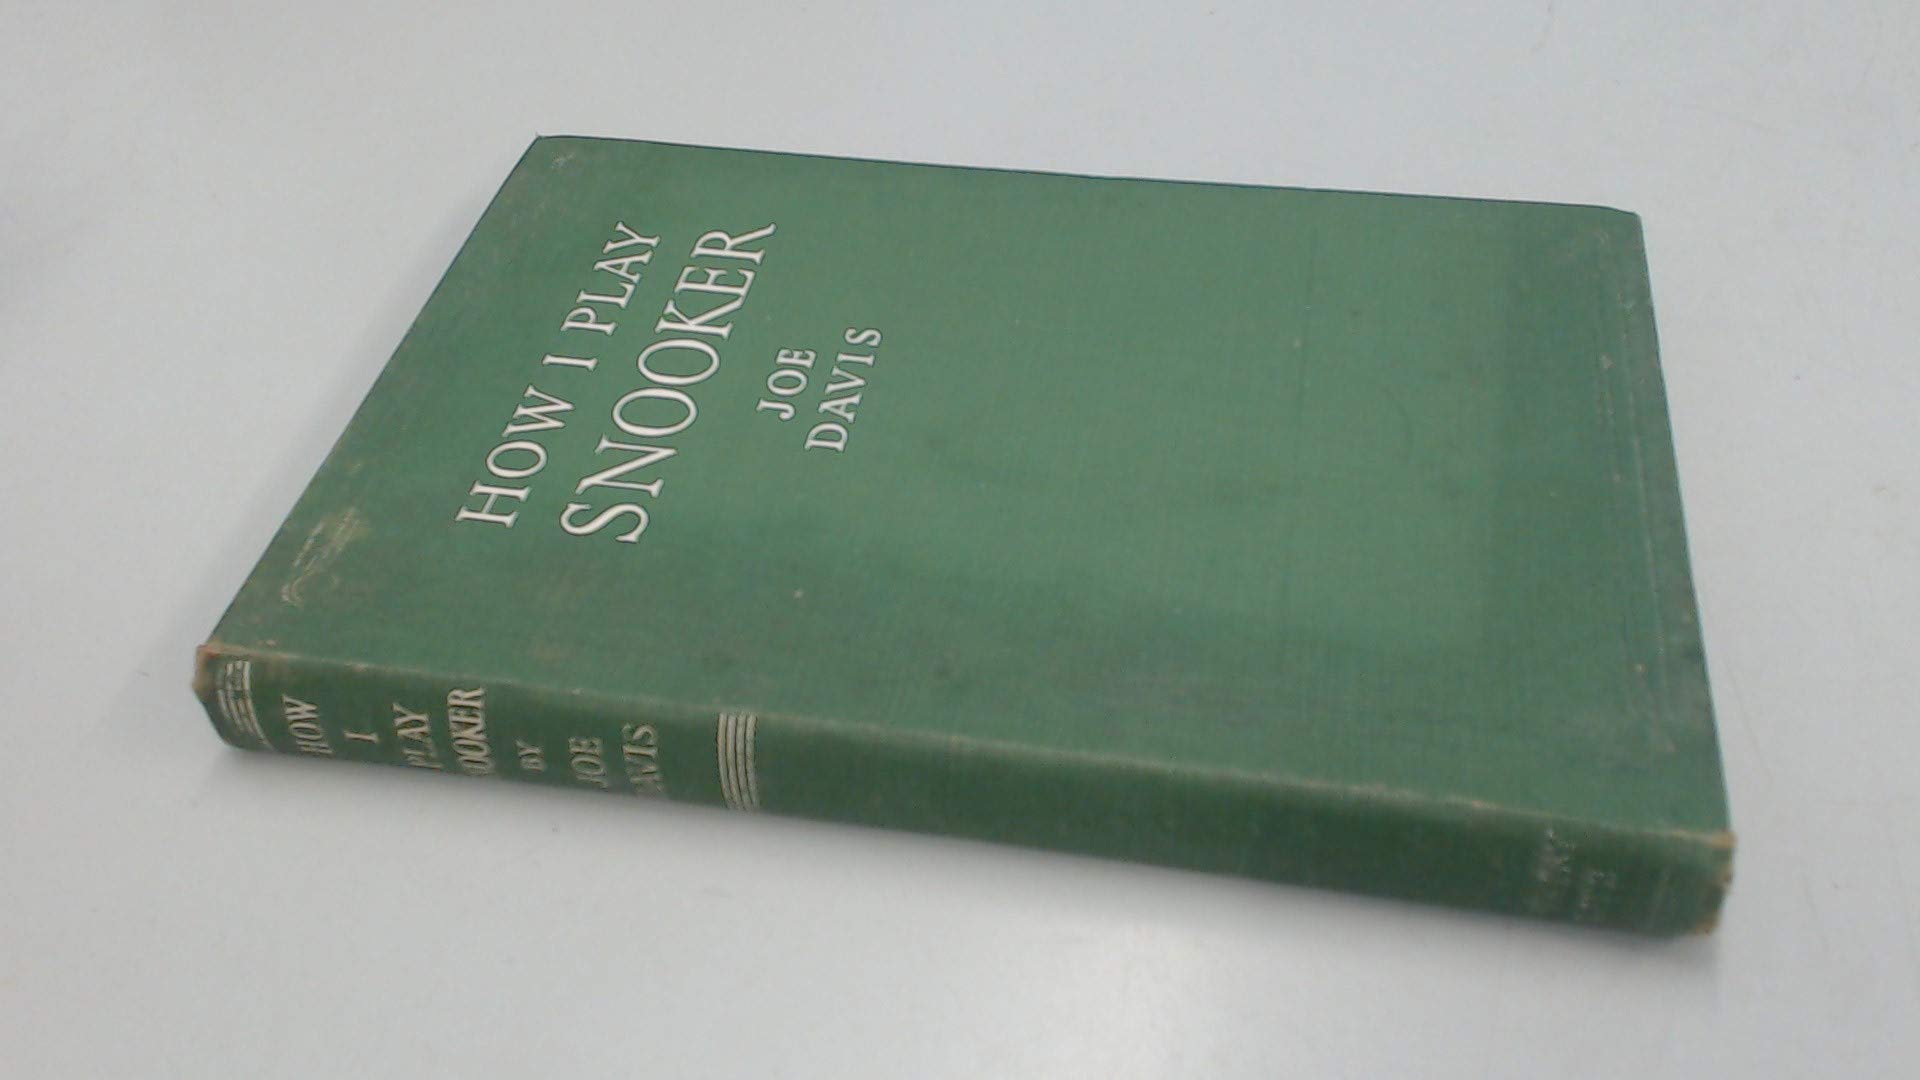 HOW I PLAY
SNOOKER
JOE
DAVIS
HOW
I
PLAY
SNOOKER
BY
JOE
DAVIS